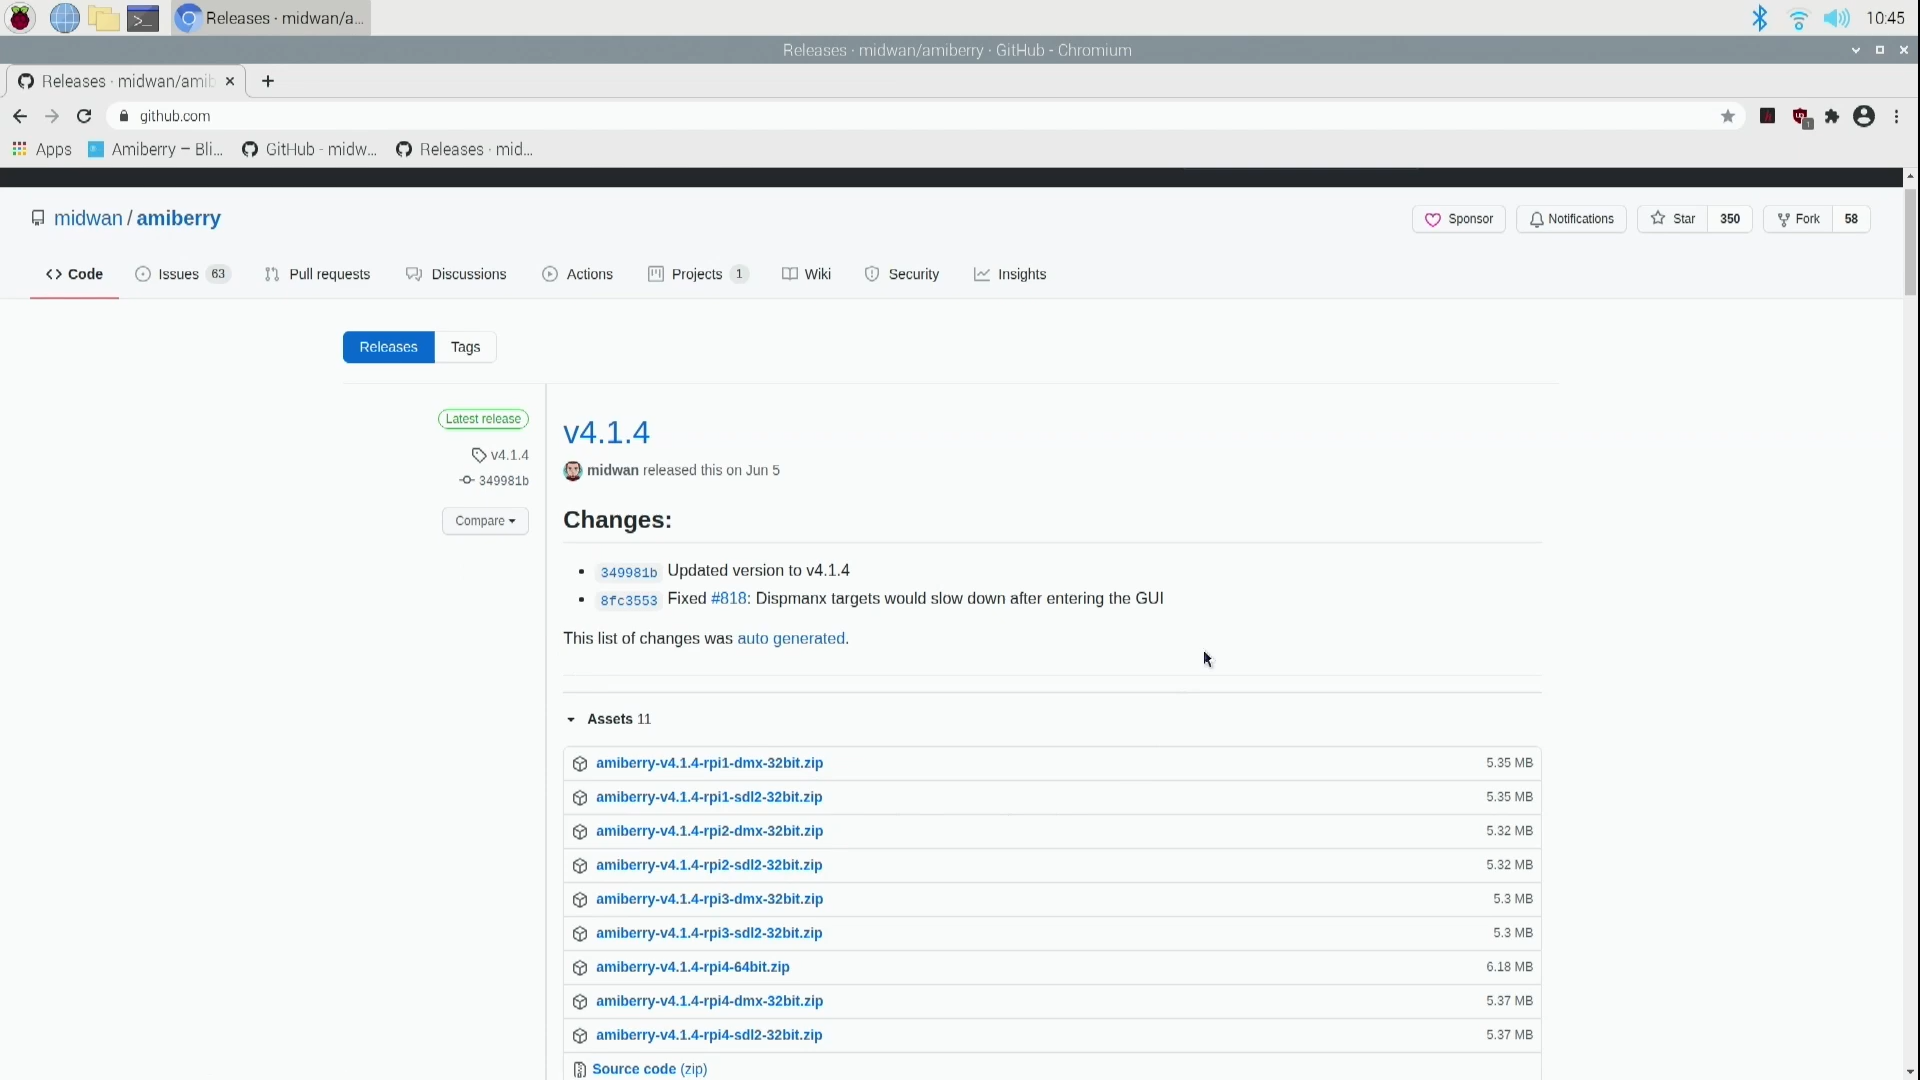 Releases · midwan/a...
10:45
Releases · midwan/amiberry · GitHub - Chromium
Releases · midwan/amib
github.com
Apps
Amiberry – Bli...
GitHub - midw...
Releases · mid...
midwan / amiberry
Sponsor
Notifications
Star 350
Fork 58
Code
Issues 63
Pull requests
Discussions
Actions
Projects 1
Wiki
Security
Insights
Releases
Tags
Latest release
v4.1.4
349981b
Compare
v4.1.4
midwan released this on Jun 5
Changes:
349981b Updated version to v4.1.4
8fc3553 Fixed #818: Dispmanx targets would slow down after entering the GUI
This list of changes was auto generated.
Assets 11
amiberry-v4.1.4-rpi1-dmx-32bit.zip 5.35 MB
amiberry-v4.1.4-rpi1-sdl2-32bit.zip 5.35 MB
amiberry-v4.1.4-rpi2-dmx-32bit.zip 5.32 MB
amiberry-v4.1.4-rpi2-sdl2-32bit.zip 5.32 MB
amiberry-v4.1.4-rpi3-dmx-32bit.zip 5.3 MB
amiberry-v4.1.4-rpi3-sdl2-32bit.zip 5.3 MB
amiberry-v4.1.4-rpi4-64bit.zip 6.18 MB
amiberry-v4.1.4-rpi4-dmx-32bit.zip 5.37 MB
amiberry-v4.1.4-rpi4-sdl2-32bit.zip 5.37 MB
Source code (zip)